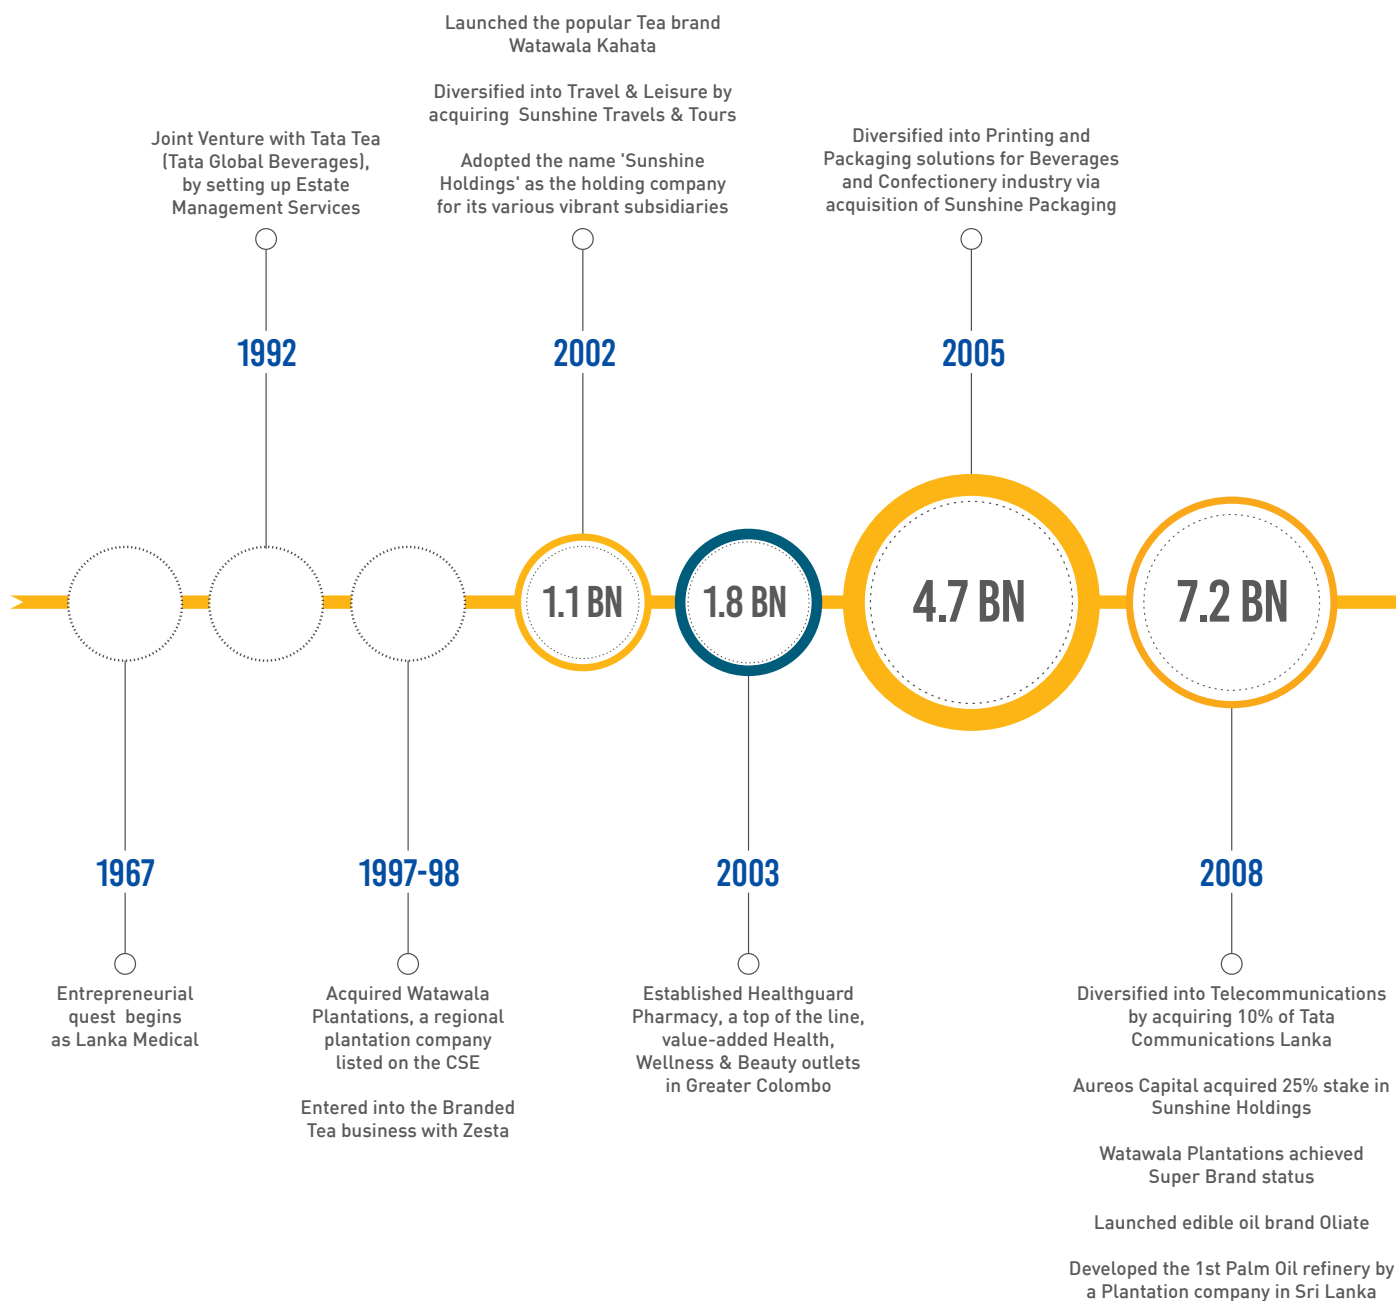 Launched the popular Tea brand
Watawala Kahata
Diversified into Travel & Leisure by
acquiring Sunshine Travels & Tours
Adopted the name 'Sunshine
Holdings' as the holding company
for its various vibrant subsidiaries
Joint Venture with Tata Tea
(Tata Global Beverages),
by setting up Estate
Management Services
Diversified into Printing and
Packaging solutions for Beverages
and Confectionery industry via
acquisition of Sunshine Packaging
1992
2002
2005
1.1 BN
1.8 BN
4.7 BN
7.2 BN
1967
1997-98
2003
2008
Entrepreneurial
quest begins
as Lanka Medical
Acquired Watawala
Plantations, a regional
plantation company
listed on the CSE
Entered into the Branded
Tea business with Zesta
Established Healthguard
Pharmacy, a top of the line,
value-added Health,
Wellness & Beauty outlets
in Greater Colombo
Diversified into Telecommunications
by acquiring 10% of Tata
Communications Lanka
Aureos Capital acquired 25% stake in
Sunshine Holdings
Watawala Plantations achieved
Super Brand status
Launched edible oil brand Oliate
Developed the 1st Palm Oil refinery by
a Plantation company in Sri Lanka